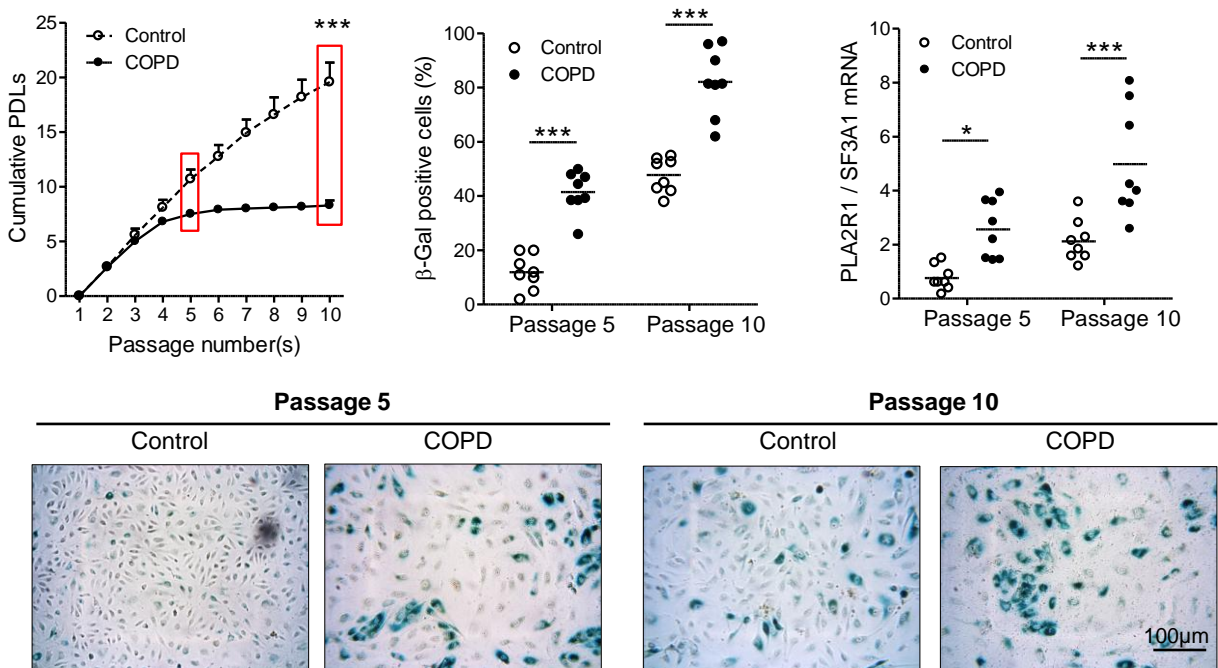 25
20
15
10
5
0
Cumulative PDLs
Control
COPD
***
1 2 3 4 5 6 7 8 9 10
Passage number(s)
100
80
60
40
20
0
β-Gal positive cells (%)
Control
COPD
***
***
Passage 5 Passage 10
10
8
6
4
2
0
PLA2R1 / SF3A1 mRNA
Control
COPD
*
***
Passage 5 Passage 10
Passage 5
Control COPD
Passage 10
Control COPD
100µm